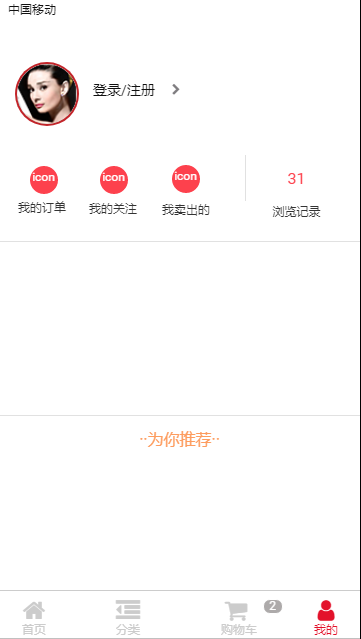 中国移动
登录/注册
icon icon icon 31
我的订单 我的关注 我卖出的 浏览记录
··为你推荐··
2
首页 分类 购物车 我的